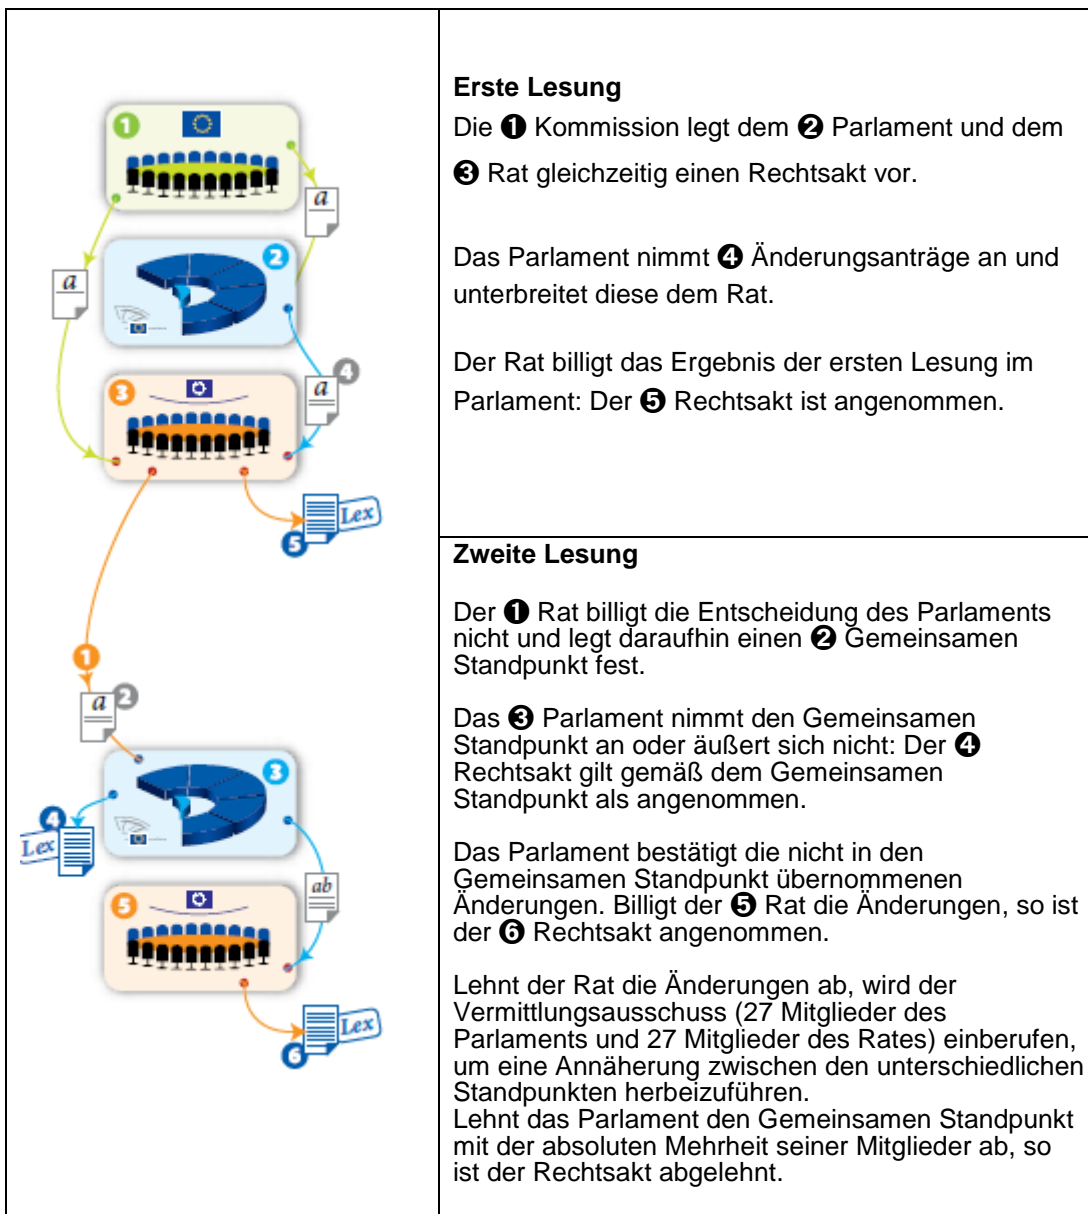 1
a
2
a
4
a
3
Lex
5
1
a
2
3
4
Lex
ab
5
Lex
6
Erste Lesung
Die ❶ Kommission legt dem ❷ Parlament und dem
❸ Rat gleichzeitig einen Rechtsakt vor.
Das Parlament nimmt ❹ Änderungsanträge an und
unterbreitet diese dem Rat.
Der Rat billigt das Ergebnis der ersten Lesung im
Parlament: Der ❺ Rechtsakt ist angenommen.
Zweite Lesung
Der ❶ Rat billigt die Entscheidung des Parlaments
nicht und legt daraufhin einen ❷ Gemeinsamen
Standpunkt fest.
Das ❸ Parlament nimmt den Gemeinsamen
Standpunkt an oder äußert sich nicht: Der ❹
Rechtsakt gilt gemäß dem Gemeinsamen
Standpunkt als angenommen.
Das Parlament bestätigt die nicht in den
Gemeinsamen Standpunkt übernommenen
Änderungen. Billigt der ❺ Rat die Änderungen, so ist
der ❻ Rechtsakt angenommen.
Lehnt der Rat die Änderungen ab, wird der
Vermittlungsausschuss (27 Mitglieder des
Parlaments und 27 Mitglieder des Rates) einberufen,
um eine Annäherung zwischen den unterschiedlichen
Standpunkten herbeizuführen.
Lehnt das Parlament den Gemeinsamen Standpunkt
mit der absoluten Mehrheit seiner Mitglieder ab, so
ist der Rechtsakt abgelehnt.